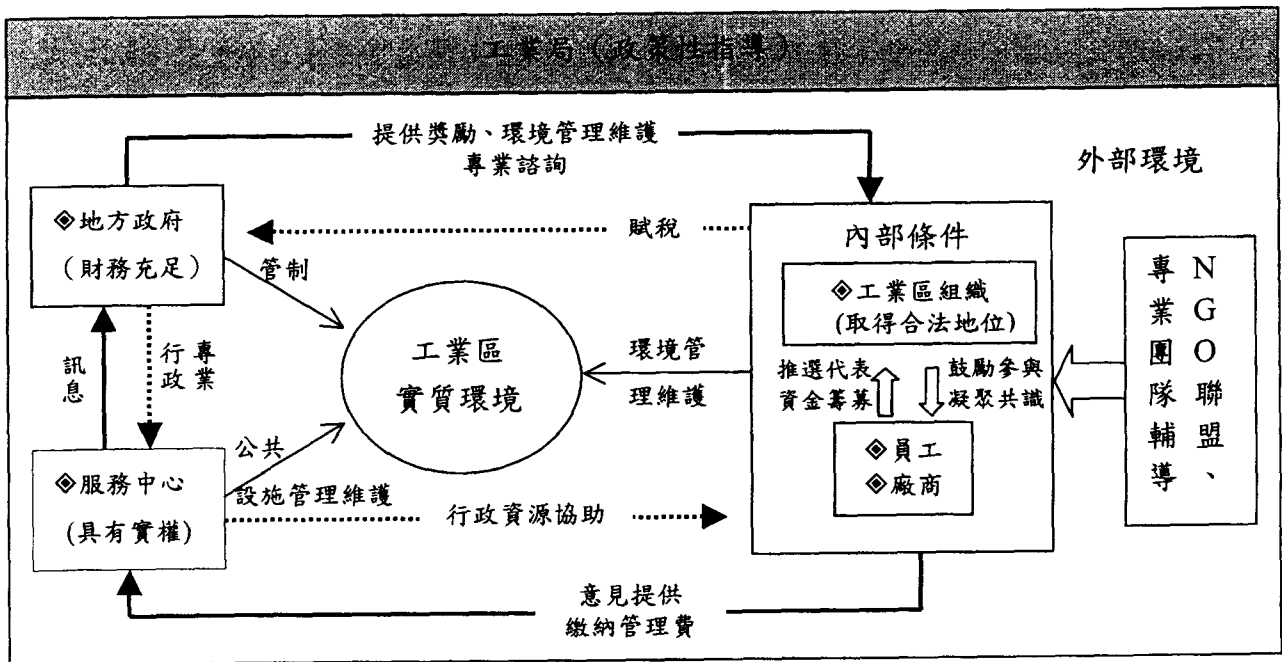 工業局（政策性指導）
提供獎勵、環境管理維護
專業諮詢
外部環境
◈地方政府
（財務充足）
賦稅
管制
內部條件
◈工業區組織
(取得合法地位)
推選代表
資金籌募
鼓勵參與
凝聚共識
◈員工
◈廠商
NGO聯盟、
專業團隊輔導
工業區
實質環境
環境管
理維護
訊息
專業
行政
◈服務中心
(具有實權)
公共
設施管理維護
行政資源協助
意見提供
繳納管理費